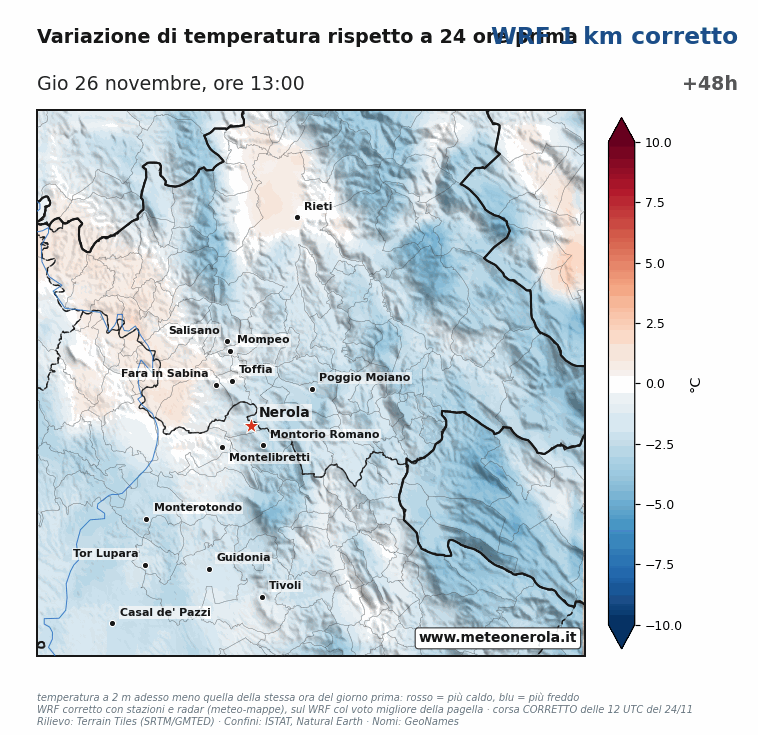 Variazione di temperatura rispetto a 24 ore prima
WRF 1 km corretto
Gio 26 novembre, ore 13:00
+48h
Rieti
Salisano
Mompeo
Toffia
Fara in Sabina
Poggio Moiano
Nerola
Montorio Romano
Montelibretti
Monterotondo
Tor Lupara
Guidonia
Tivoli
Casal de' Pazzi
www.meteonerola.it
10.0
7.5
5.0
2.5
0.0
−2.5
−5.0
−7.5
−10.0
°C
temperatura a 2 m adesso meno quella della stessa ora del giorno prima: rosso = più caldo, blu = più freddo
WRF corretto con stazioni e radar (meteo-mappe), sul WRF col voto migliore della pagella · corsa CORRETTO delle 12 UTC del 24/11
Rilievo: Terrain Tiles (SRTM/GMTED) · Confini: ISTAT, Natural Earth · Nomi: GeoNames